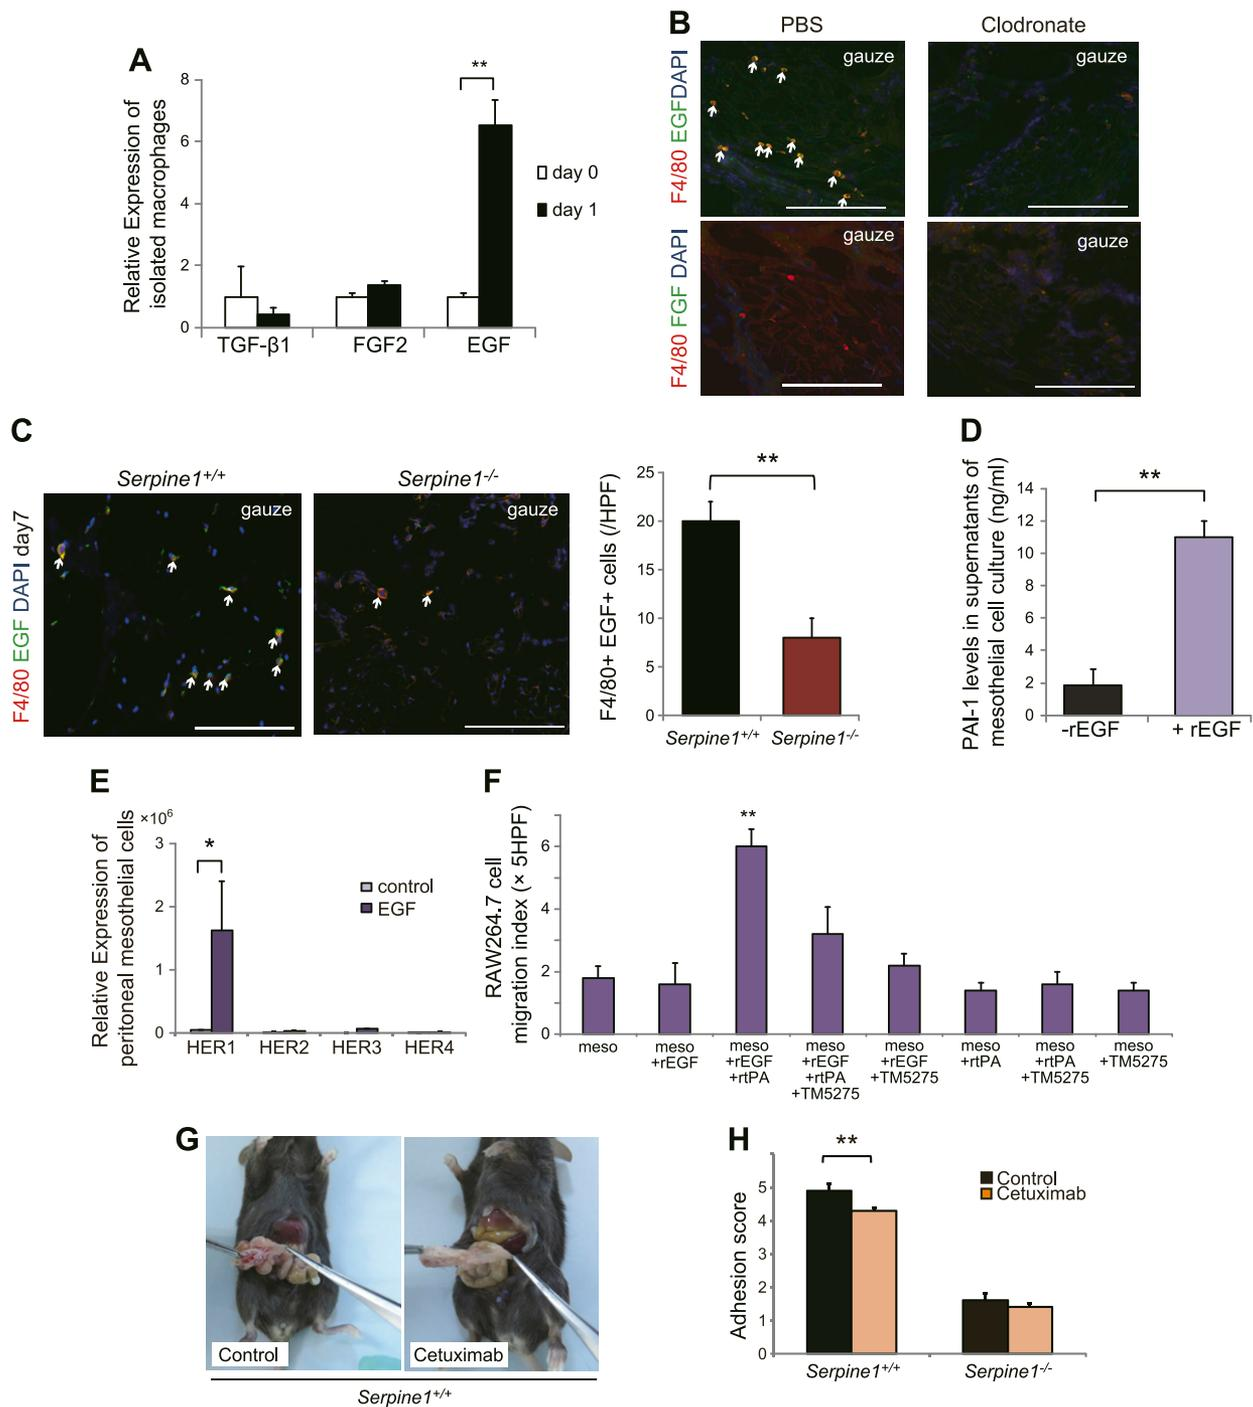 A
Relative Expression of
isolated macrophages
8
6
4
2
0
**
day 0
day 1
TGF-β1
FGF2
EGF
B
PBS
Clodronate
F4/80 EGFDAPI
gauze
gauze
F4/80 FGF DAPI
gauze
gauze
C
Serpine1+/+
Serpine1-/-
F4/80 EGF DAPI day7
gauze
gauze
F4/80+ EGF+ cells (/HPF)
25
20
15
10
5
0
**
Serpine1+/+
Serpine1-/-
D
PAI-1 levels in supernatants of
mesothelial cell culture (ng/ml)
14
12
10
8
6
4
2
0
**
-rEGF
+ rEGF
E
Relative Expression of
peritoneal mesothelial cells
×10⁶
3
2
1
0
*
control
EGF
HER1
HER2
HER3
HER4
F
RAW264.7 cell
migration index (× 5HPF)
6
4
2
0
**
meso
meso
+rEGF
meso
+rEGF
+rtPA
meso
+rEGF
+rtPA
+TM5275
meso
+rEGF
+TM5275
meso
+rtPA
meso
+rtPA
+TM5275
meso
+TM5275
G
Control
Cetuximab
Serpine1+/+
H
Adhesion score
5
4
3
2
1
0
**
Control
Cetuximab
Serpine1+/+
Serpine1-/-